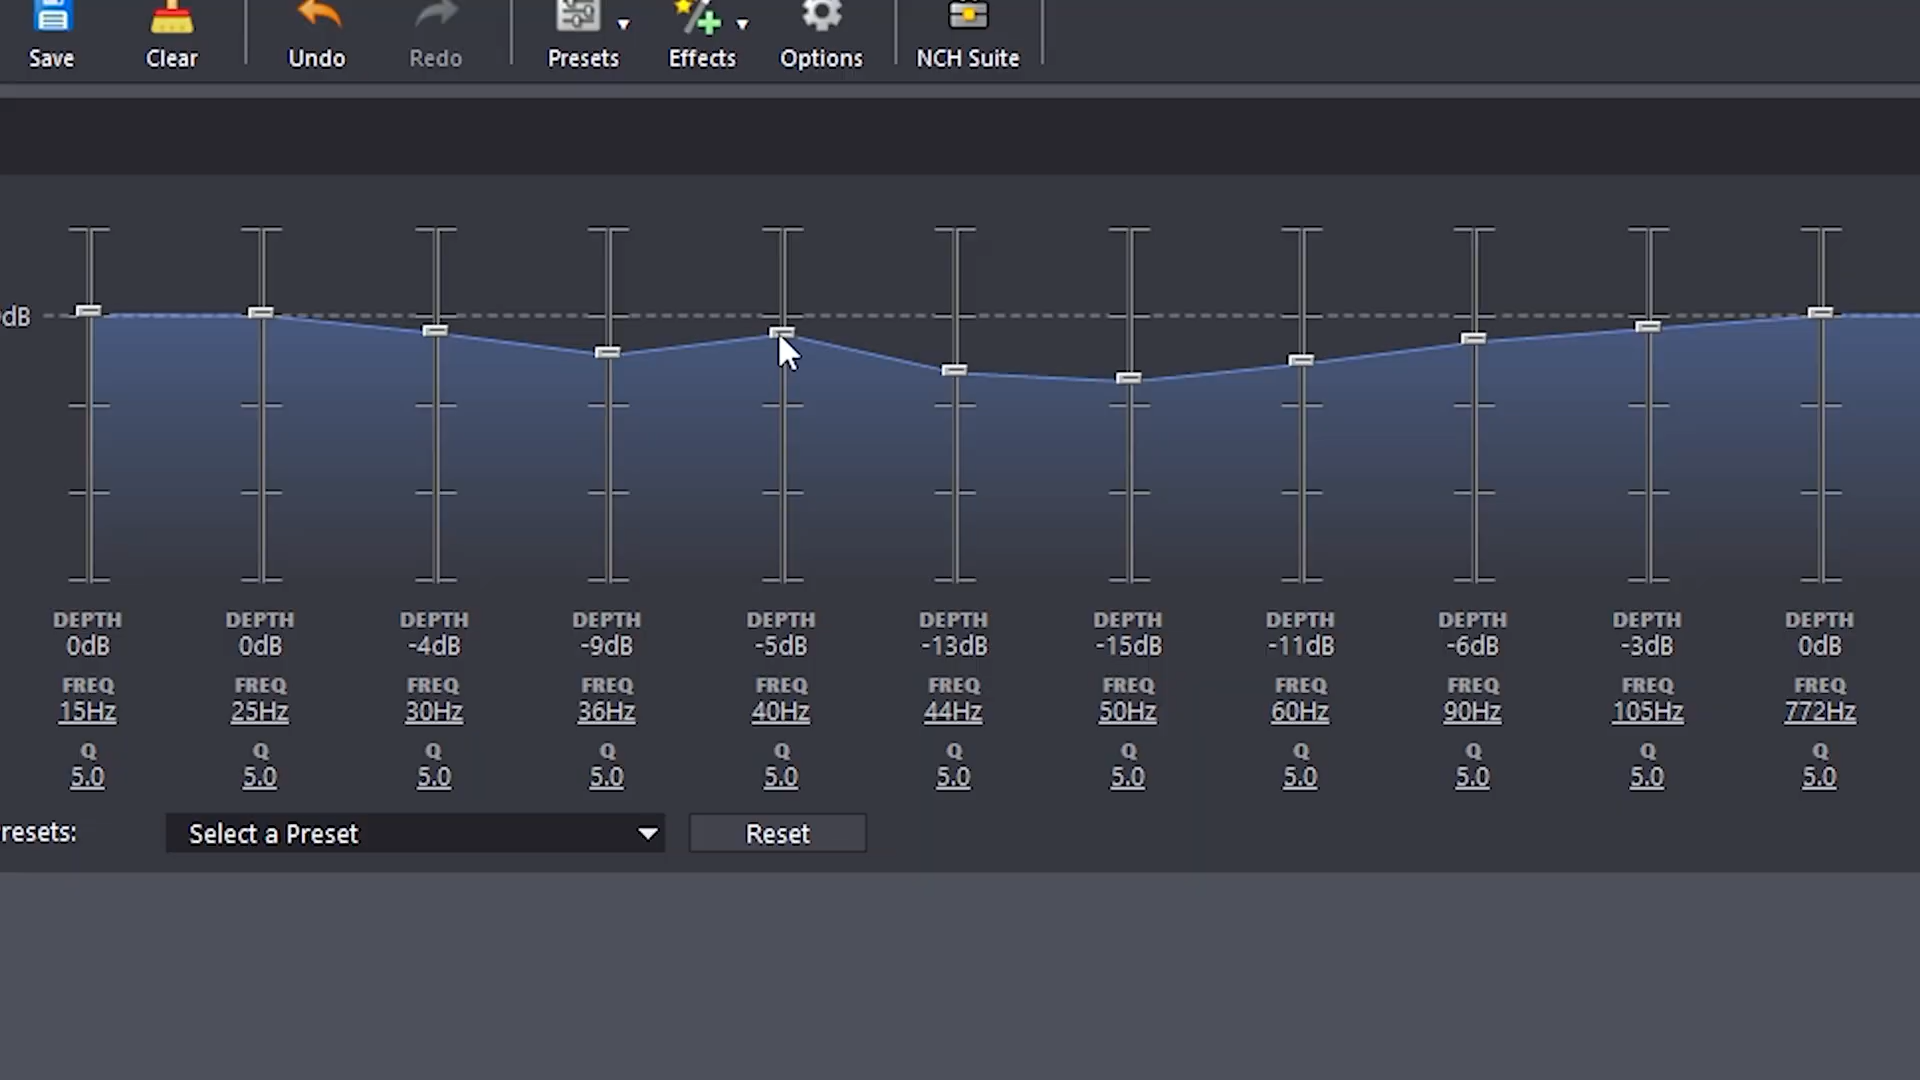 Save Clear Undo Redo Presets Effects Options NCH Suite
dB
DEPTH DEPTH DEPTH DEPTH DEPTH DEPTH DEPTH DEPTH DEPTH DEPTH DEPTH
0dB 0dB -4dB -9dB -5dB -13dB -15dB -11dB -6dB -3dB 0dB
FREQ FREQ FREQ FREQ FREQ FREQ FREQ FREQ FREQ FREQ FREQ
15Hz 25Hz 30Hz 36Hz 40Hz 44Hz 50Hz 60Hz 90Hz 105Hz 772Hz
Q Q Q Q Q Q Q Q Q Q Q
5.0 5.0 5.0 5.0 5.0 5.0 5.0 5.0 5.0 5.0 5.0
resets: Select a Preset Reset